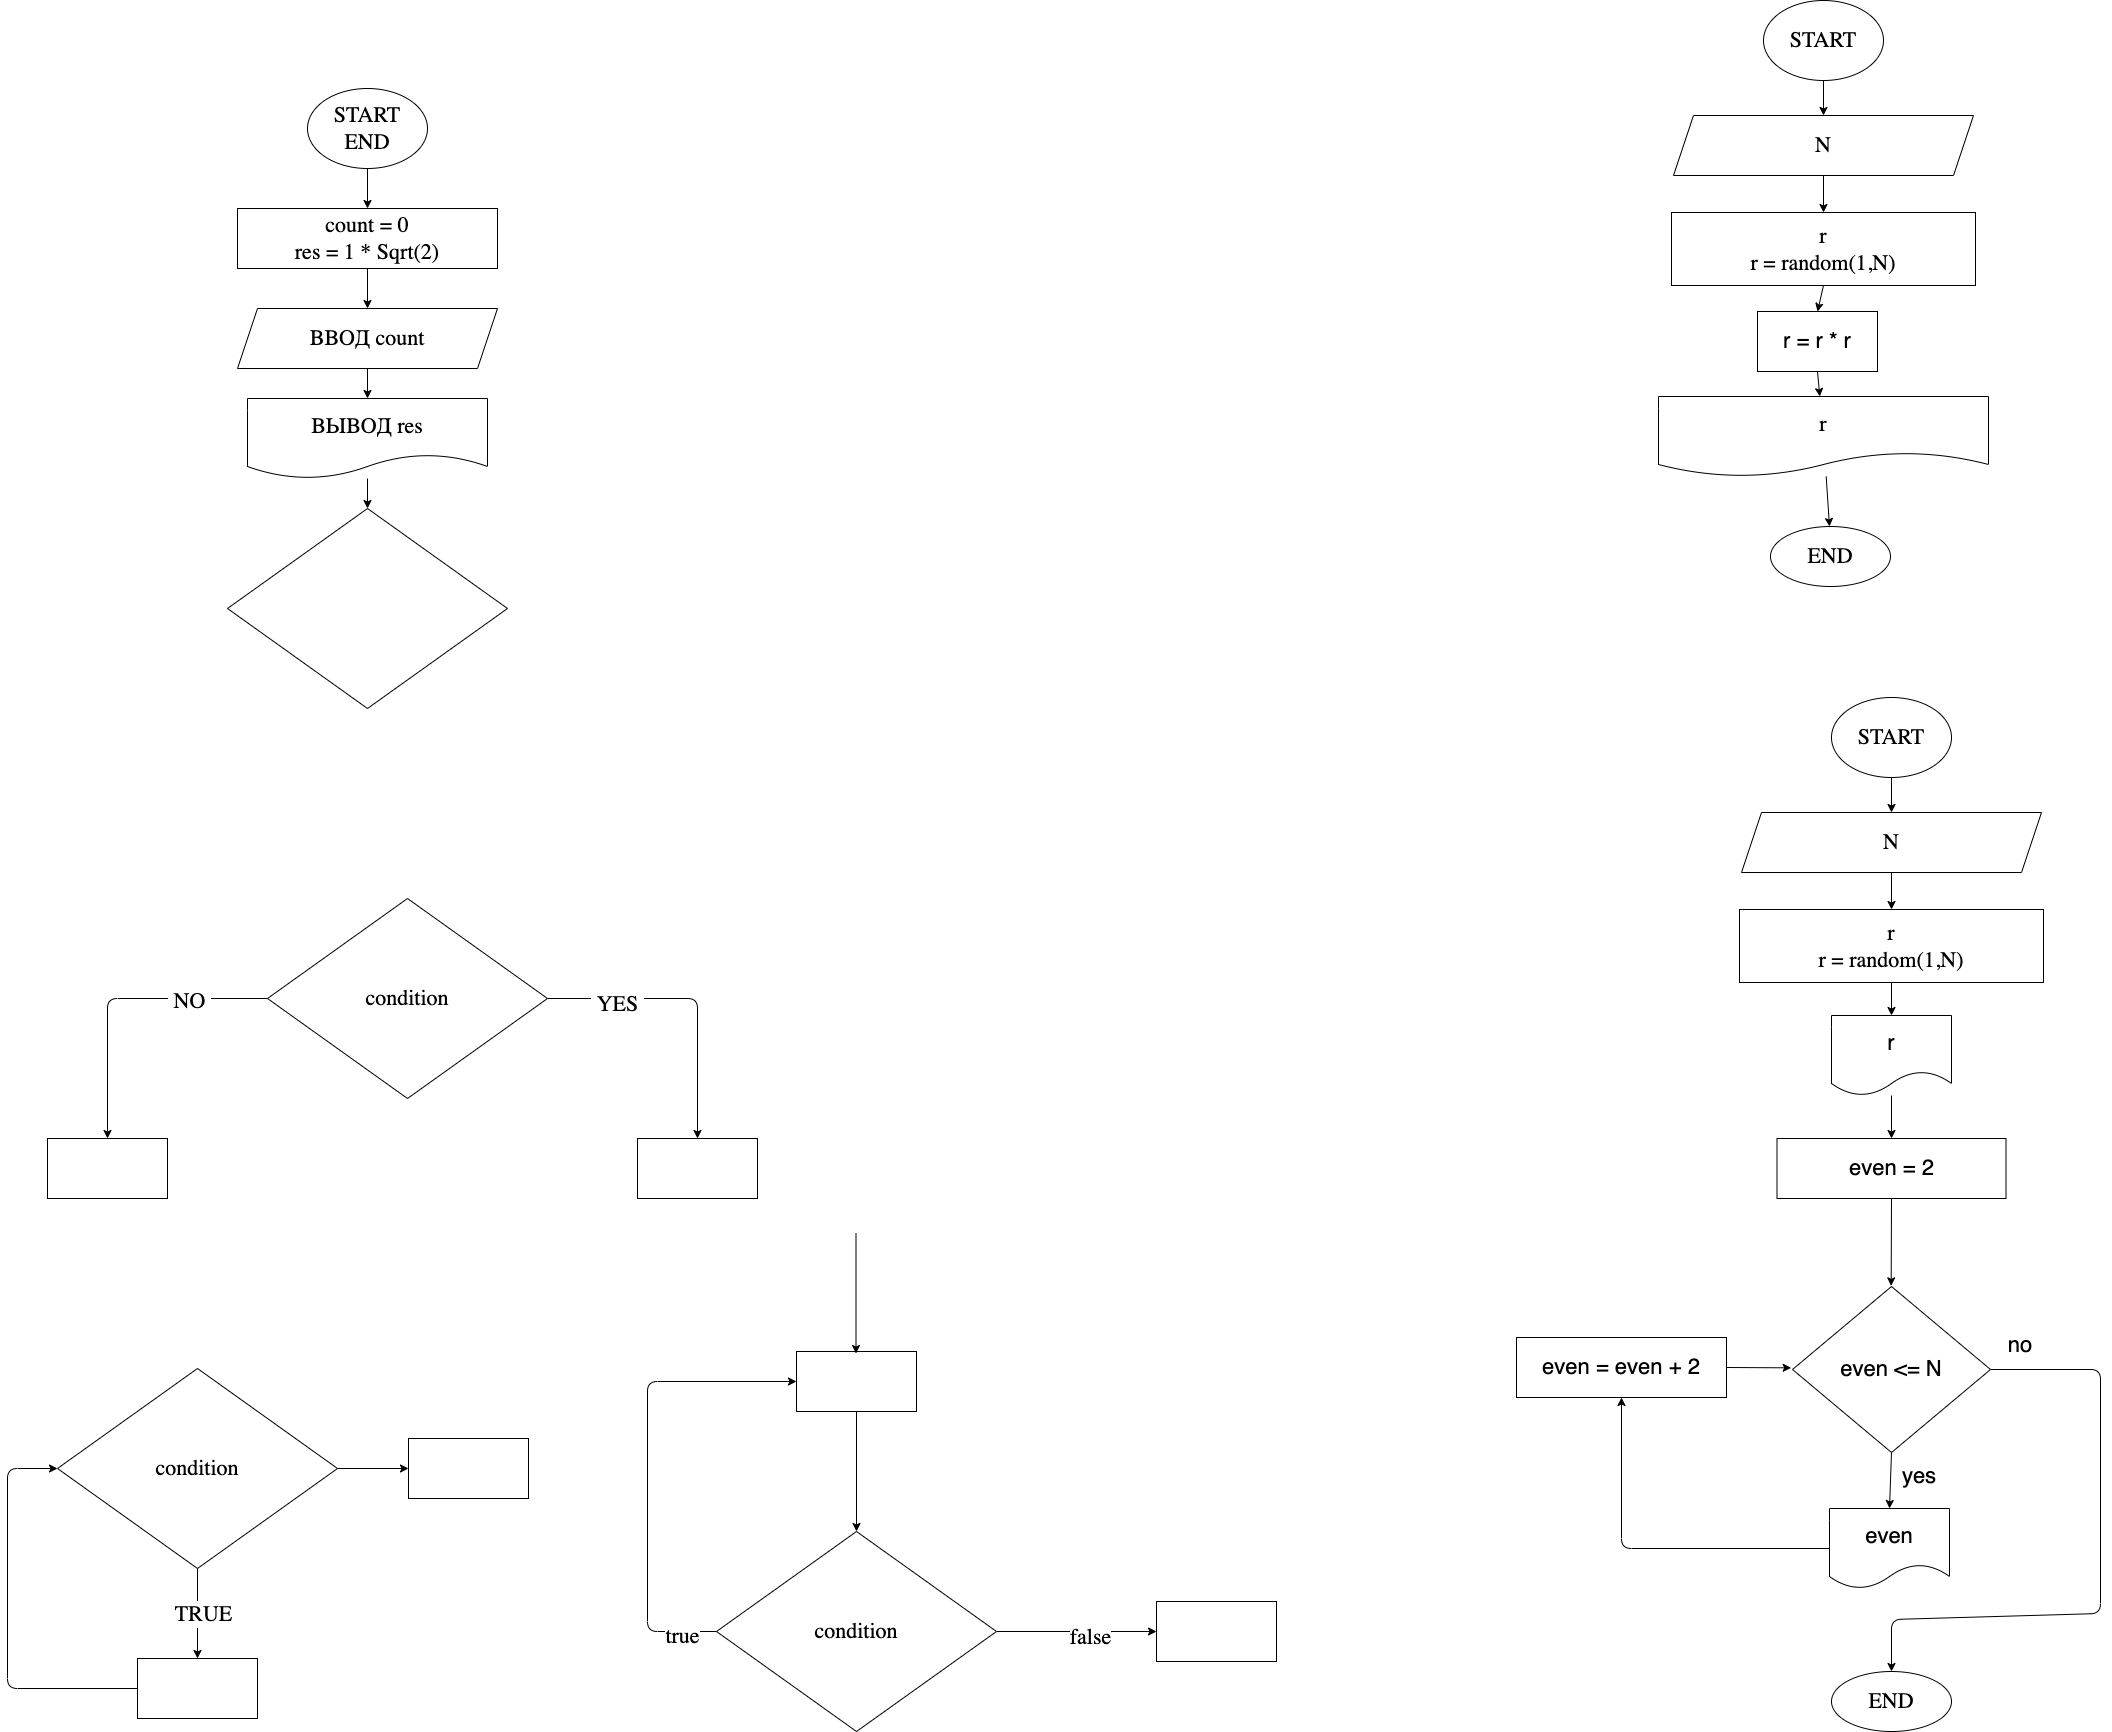 START
END
count = 0
res = 1 * Sqrt(2)
ВВОД count
ВЫВОД res
NO
condition
YES
condition
TRUE
true
condition
false
START
N
r
r = random(1,N)
r = r * r
r
END
START
N
r
r = random(1,N)
r
even = 2
even = even + 2
even <= N
no
yes
even
END